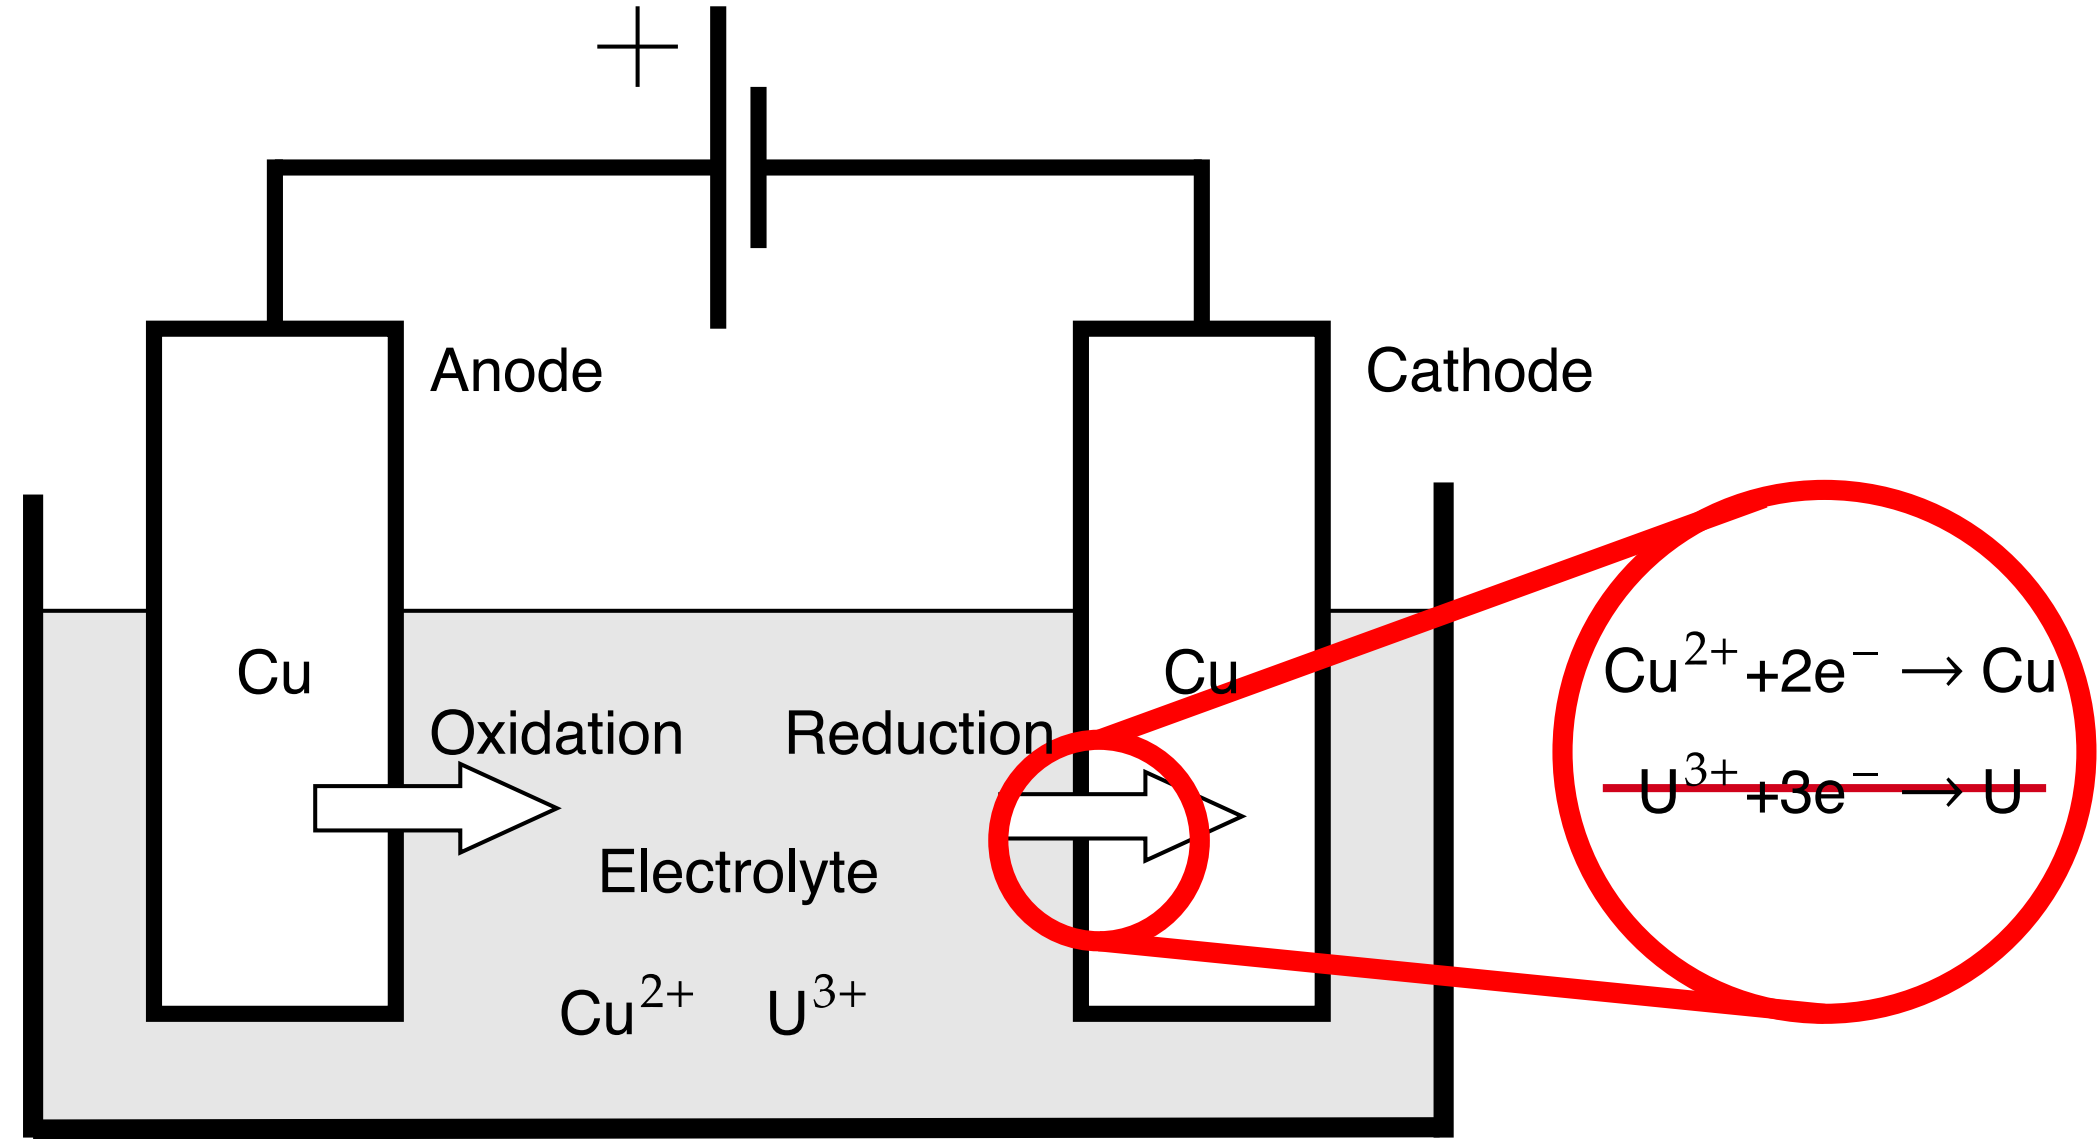 +
Anode
Cathode
Cu
Cu
Oxidation
Reduction
Electrolyte
Cu²⁺
U³⁺
Cu²⁺+2e⁻ → Cu
U³⁺+3e⁻ → U